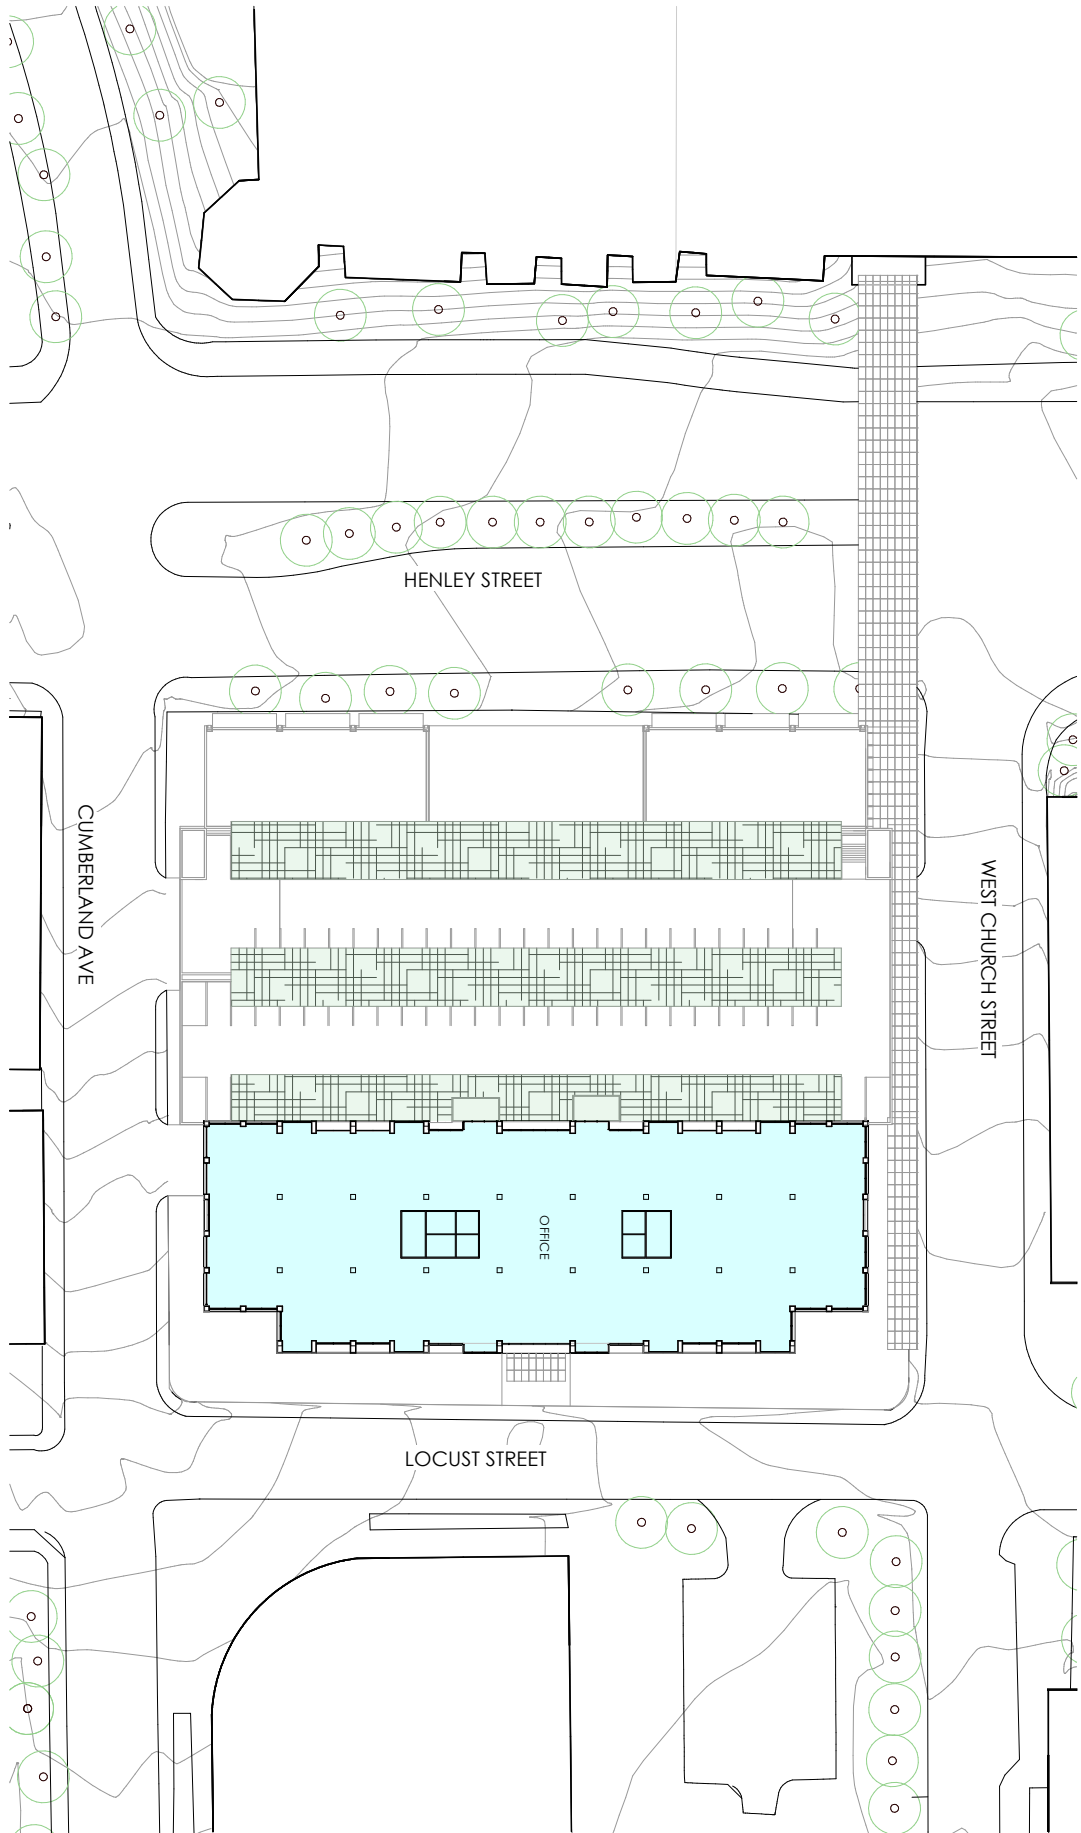 HENLEY STREET
CUMBERLAND AVE
WEST CHURCH STREET
OFFICE
LOCUST STREET